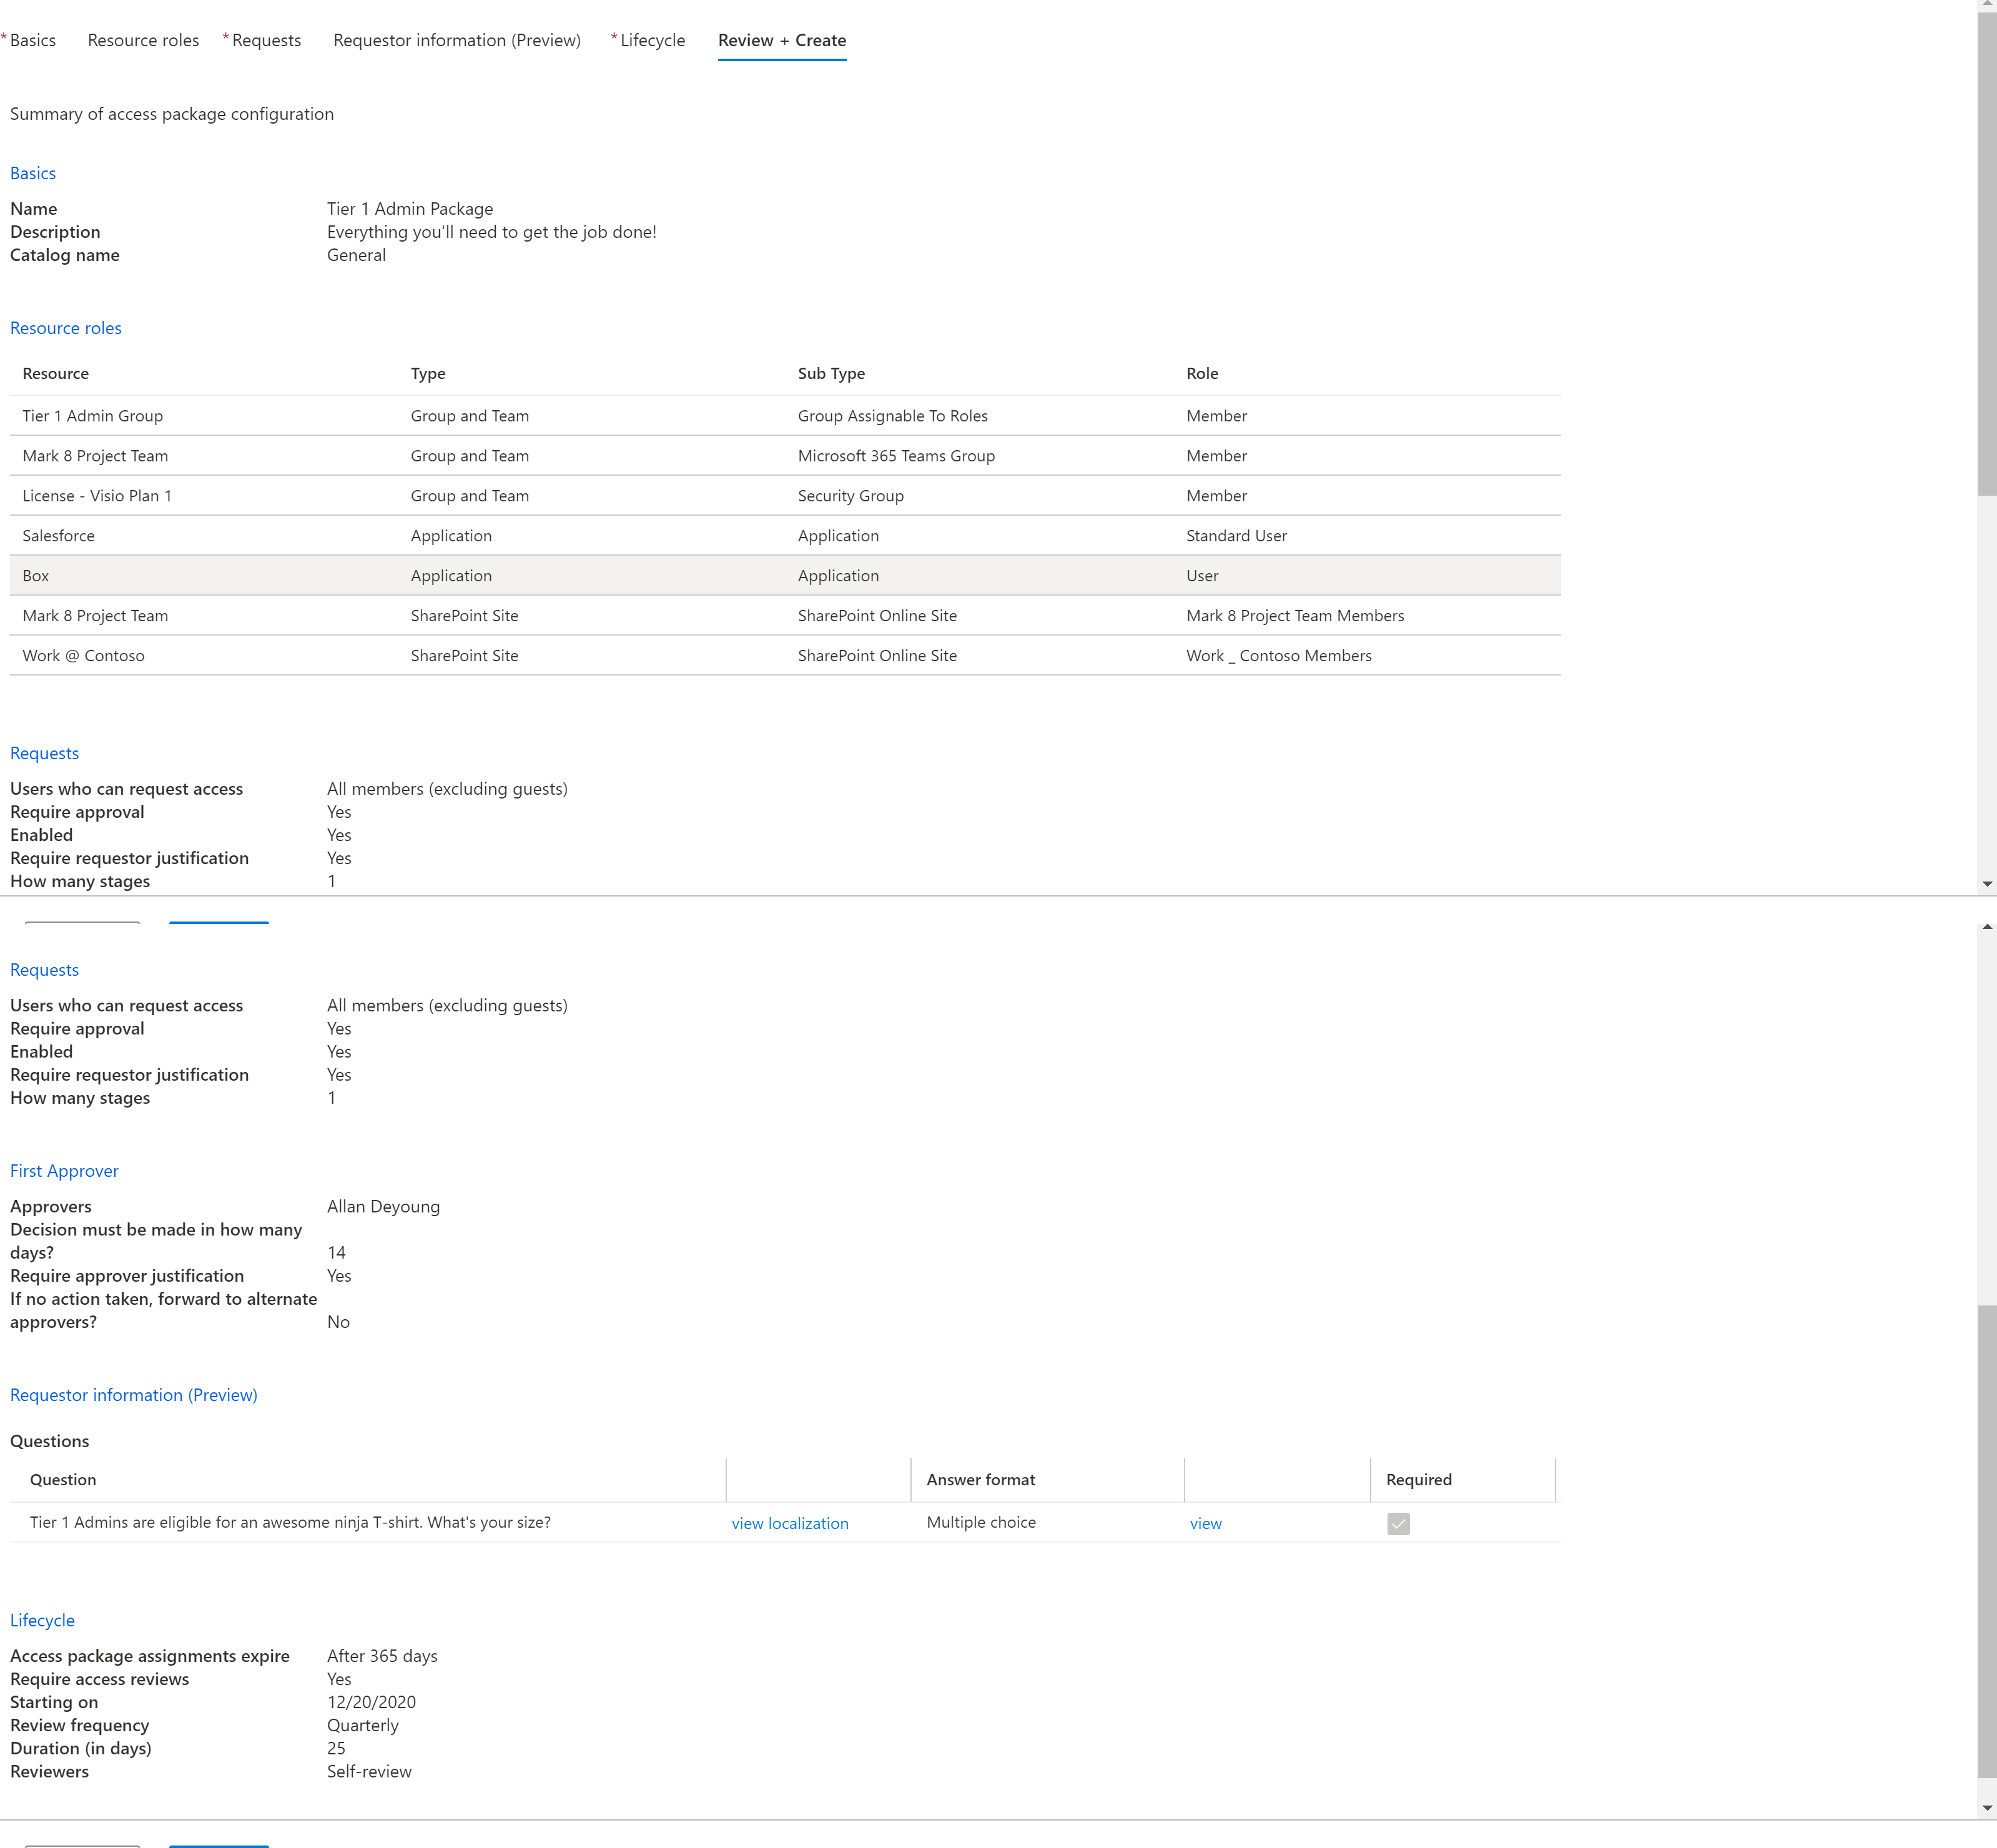 * Basics Resource roles * Requests Requestor information (Preview) * Lifecycle Review + Create
Summary of access package configuration
Basics
Name Tier 1 Admin Package
Description Everything you'll need to get the job done!
Catalog name General
Resource roles
Resource Type Sub Type Role
Tier 1 Admin Group Group and Team Group Assignable To Roles Member
Mark 8 Project Team Group and Team Microsoft 365 Teams Group Member
License - Visio Plan 1 Group and Team Security Group Member
Salesforce Application Application Standard User
Box Application Application User
Mark 8 Project Team SharePoint Site SharePoint Online Site Mark 8 Project Team Members
Work @ Contoso SharePoint Site SharePoint Online Site Work _ Contoso Members
Requests
Users who can request access All members (excluding guests)
Require approval Yes
Enabled Yes
Require requestor justification Yes
How many stages 1
Requests
Users who can request access All members (excluding guests)
Require approval Yes
Enabled Yes
Require requestor justification Yes
How many stages 1
First Approver
Approvers Allan Deyoung
Decision must be made in how many
days? 14
Require approver justification Yes
If no action taken, forward to alternate
approvers? No
Requestor information (Preview)
Questions
Question Answer format Required
Tier 1 Admins are eligible for an awesome ninja T-shirt. What's your size? view localization Multiple choice view
Lifecycle
Access package assignments expire After 365 days
Require access reviews Yes
Starting on 12/20/2020
Review frequency Quarterly
Duration (in days) 25
Reviewers Self-review